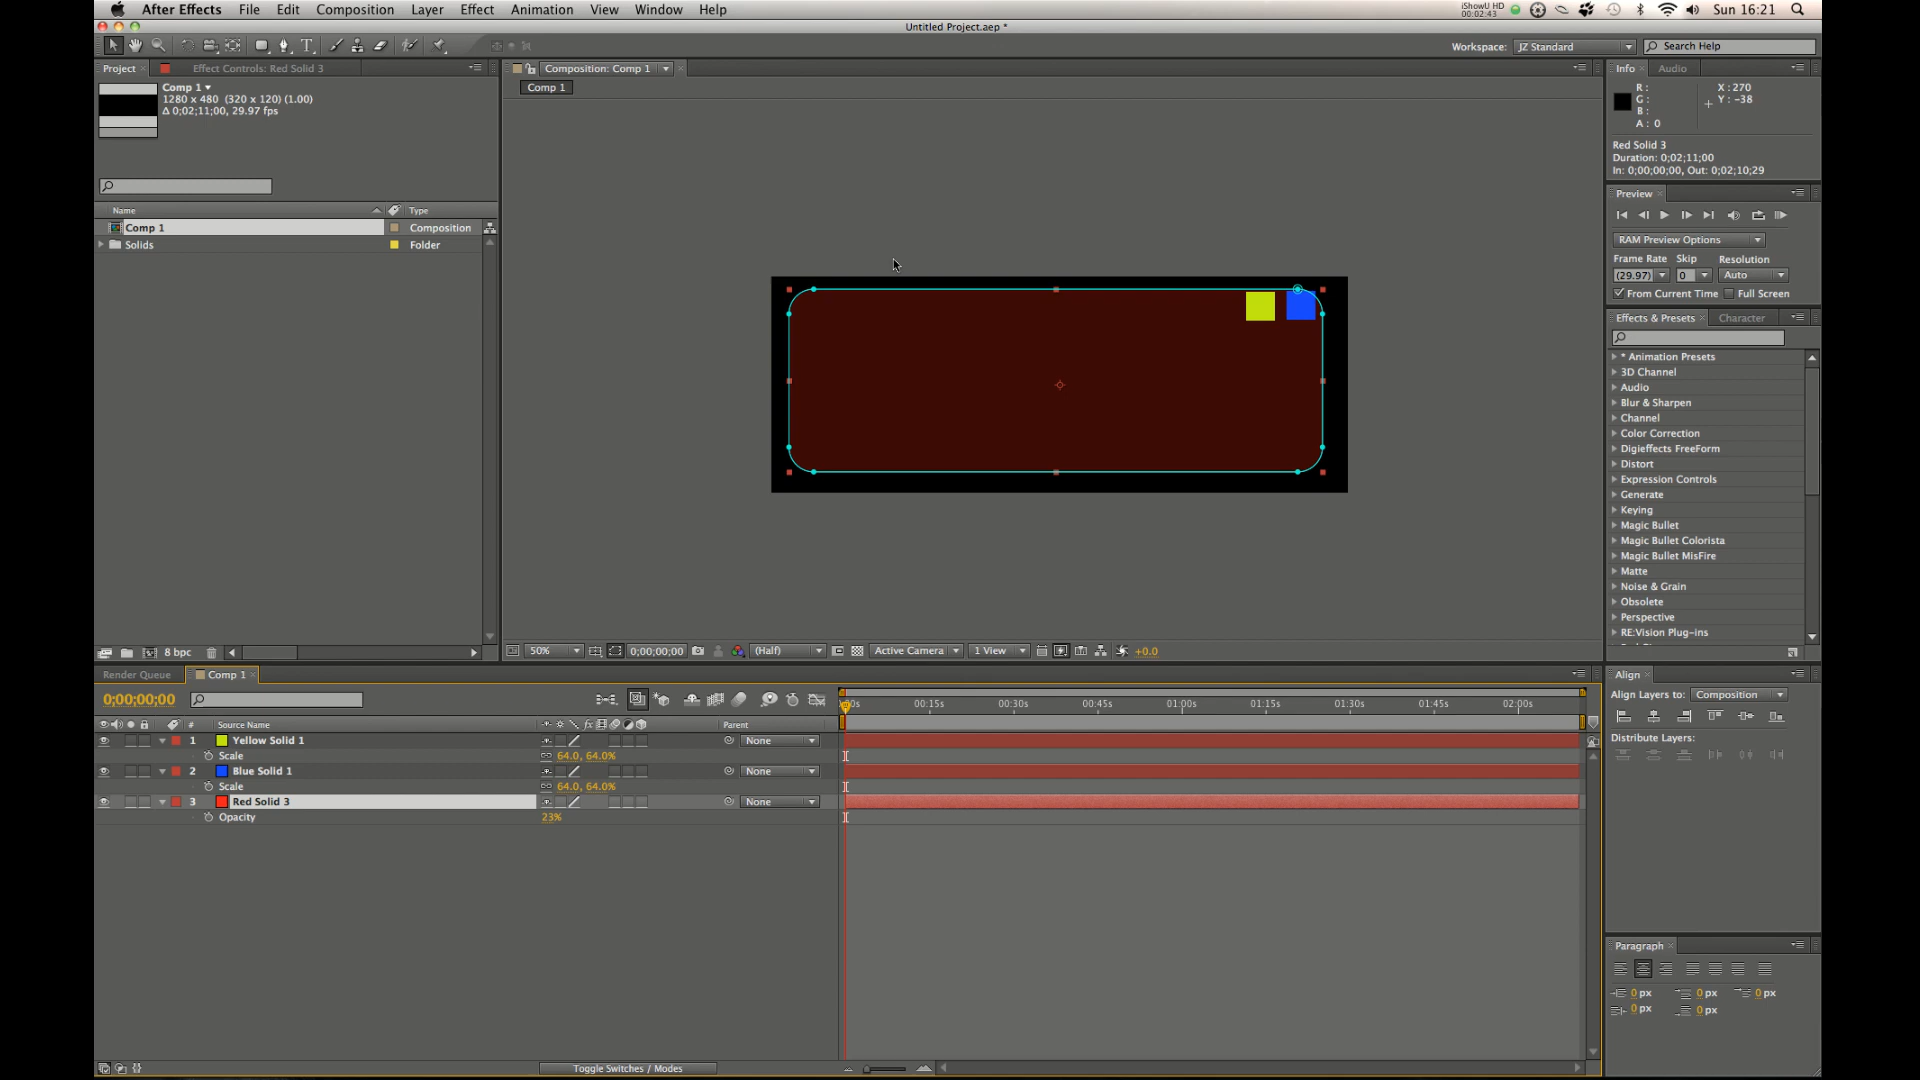 After Effects File Edit Composition Layer Effect Animation View Window Help
iShowU HD
00:02:43
Sun 16:21
Untitled Project.aep *
Workspace: JZ Standard
Search Help
Project
Effect Controls: Red Solid 3
Composition: Comp 1
Info Audio
Comp 1
1280 x 480 (320 x 120) (1.00)
Δ 0;02;11;00, 29.97 fps
Comp 1
R :
G :
B :
A : 0
X : 270
Y : -38
Red Solid 3
Duration: 0;02;11;00
In: 0;00;00;00, Out: 0;02;10;29
Name Type
Comp 1 Composition
Solids Folder
Preview
RAM Preview Options
Frame Rate Skip Resolution
(29.97) 0 Auto
From Current Time Full Screen
Effects & Presets Character
* Animation Presets
3D Channel
Audio
Blur & Sharpen
Channel
Color Correction
Digieffects FreeForm
Distort
Expression Controls
Generate
Keying
Magic Bullet
Magic Bullet Colorista
Magic Bullet MisFire
Matte
Noise & Grain
Obsolete
Perspective
RE:Vision Plug-ins
8 bpc
50% 0;00;00;00 (Half) Active Camera 1 View +0.0
Render Queue Comp 1
0;00;00;00
00s 00:15s 00:30s 00:45s 01:00s 01:15s 01:30s 01:45s 02:00s
# Source Name Parent
1 Yellow Solid 1 None
Scale 64.0, 64.0%
2 Blue Solid 1 None
Scale 64.0, 64.0%
3 Red Solid 3 None
Opacity 23%
Toggle Switches / Modes
Align
Align Layers to: Composition
Distribute Layers:
Paragraph
0 px 0 px 0 px
0 px 0 px